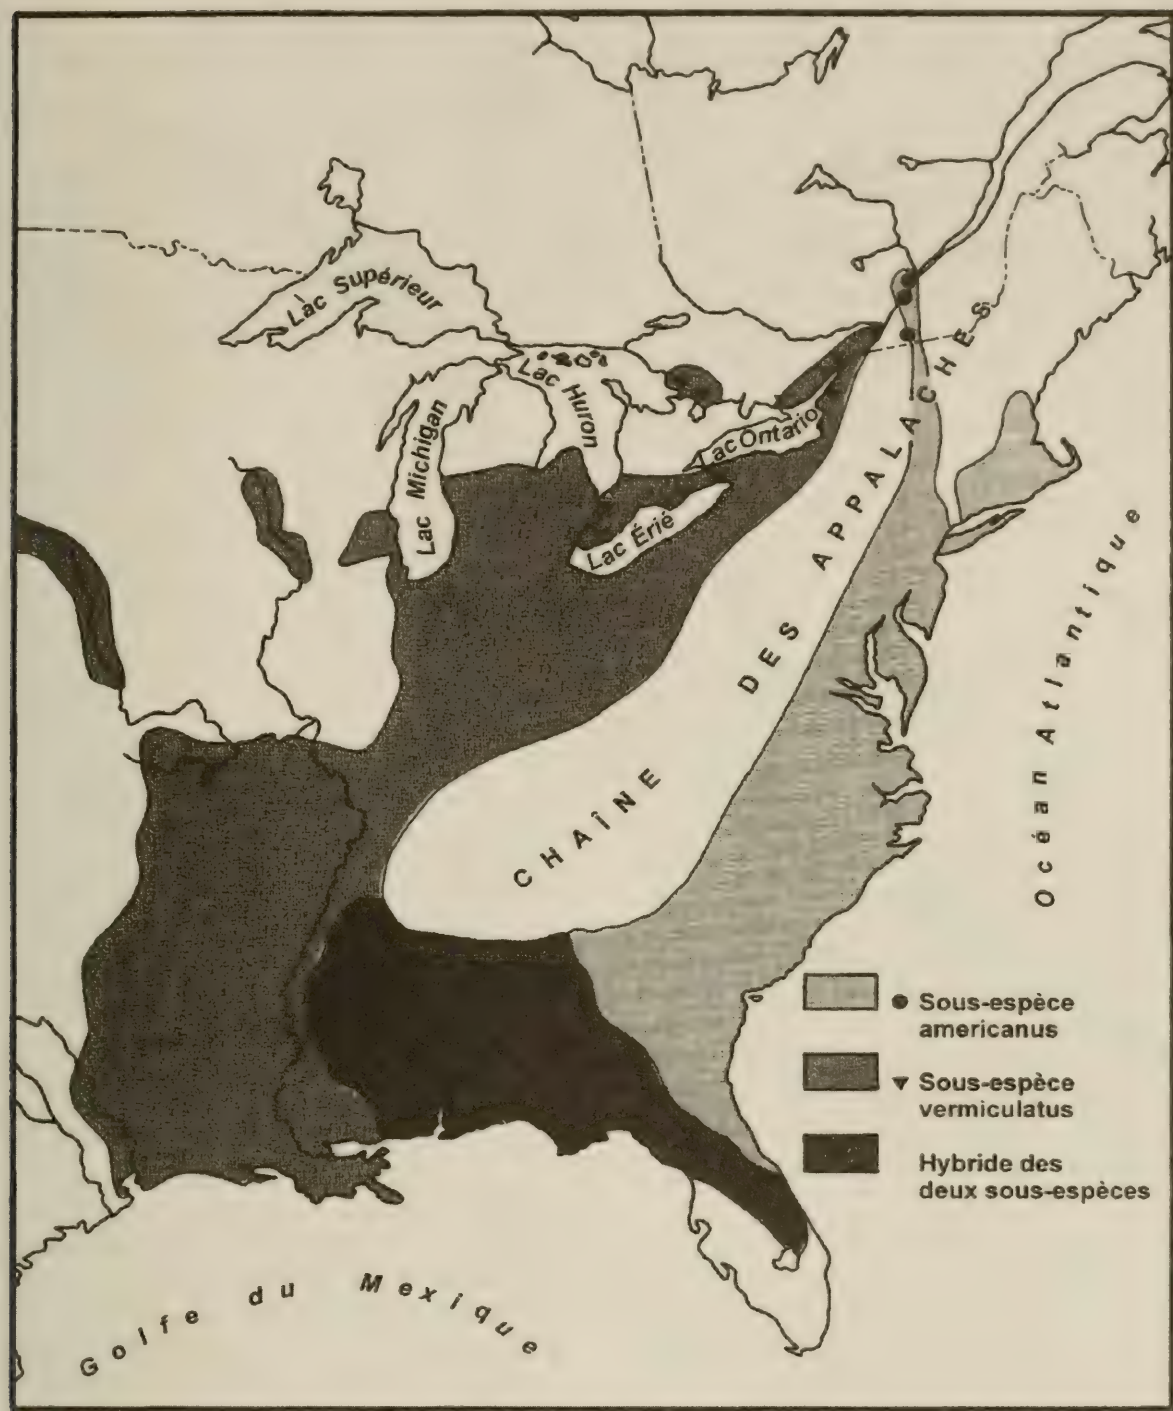 Lac Supérieur
Lac Michigan
Lac Huron
Lac Ontario
Lac Érié
CHAÎNE DES APPALACHES
Océan Atlantique
Golfe du Mexique
Sous-espèce
americanus
Sous-espèce
vermiculatus
Hybride des
deux sous-espèces